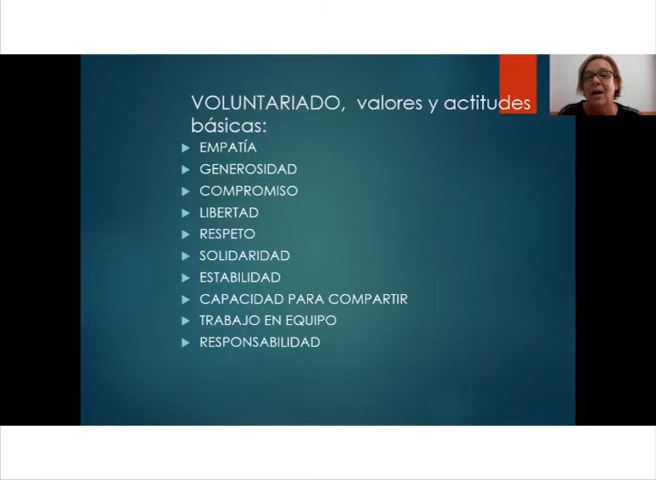 VOLUNTARIADO, valores y actitudes
básicas:
EMPATÍA
GENEROSIDAD
COMPROMISO
LIBERTAD
RESPETO
SOLIDARIDAD
ESTABILIDAD
CAPACIDAD PARA COMPARTIR
TRABAJO EN EQUIPO
RESPONSABILIDAD